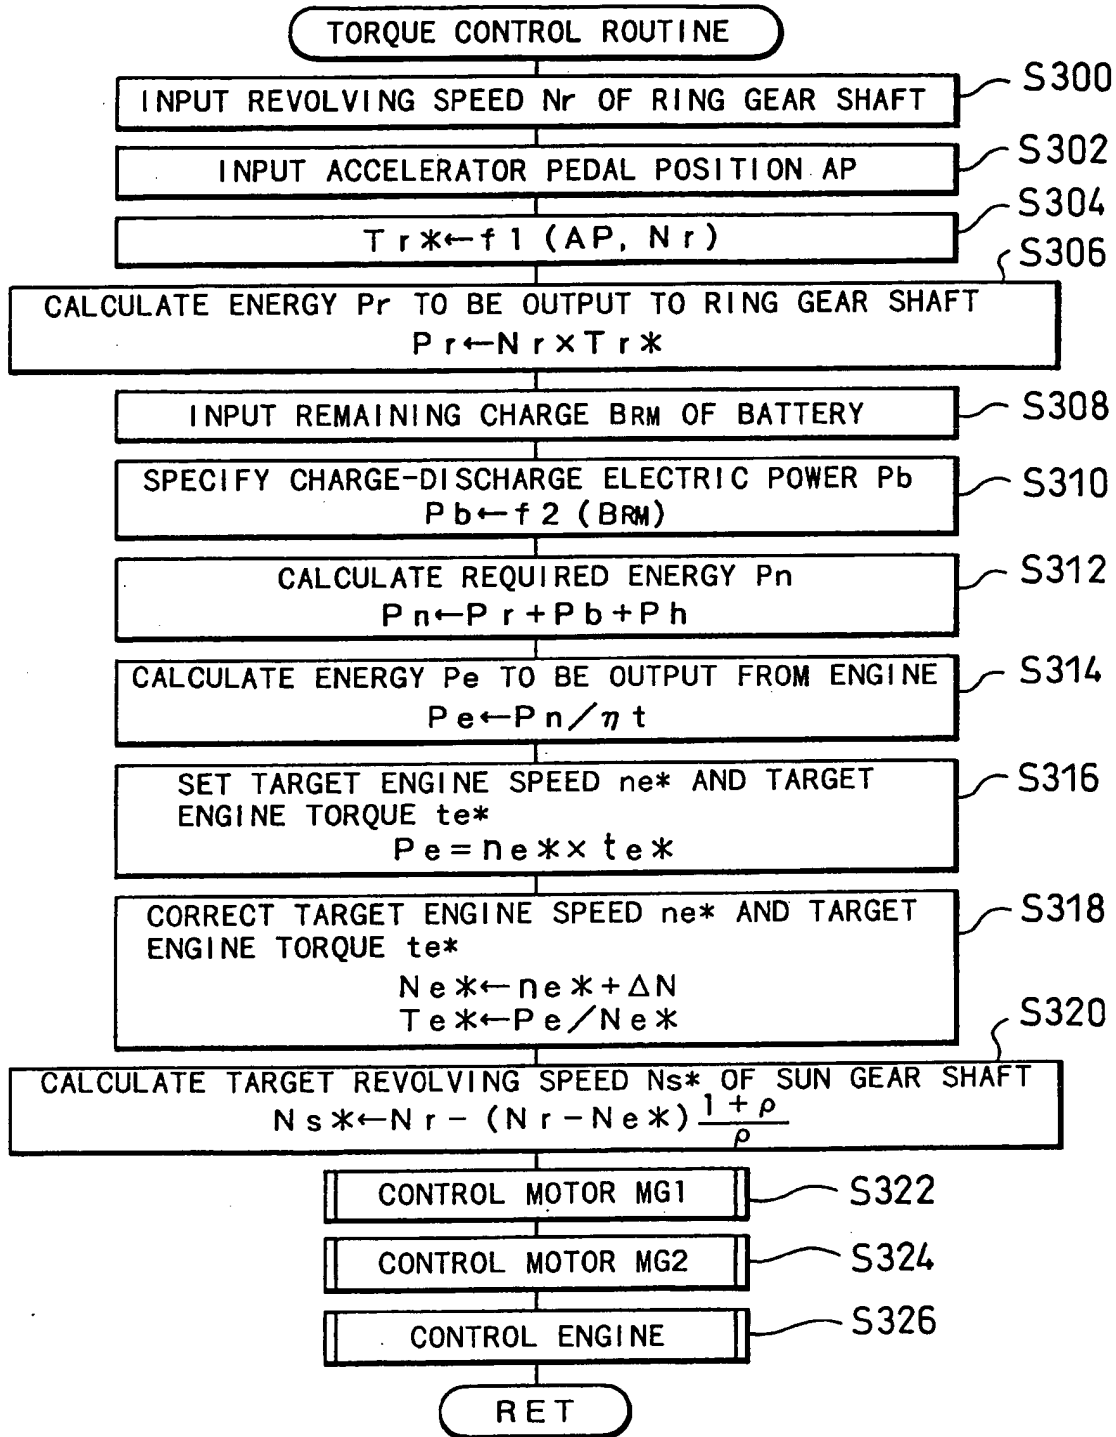 TORQUE CONTROL ROUTINE
INPUT REVOLVING SPEED Nr OF RING GEAR SHAFT
S300
INPUT ACCELERATOR PEDAL POSITION AP
S302
Tr*←f1 (AP, Nr)
S304
CALCULATE ENERGY Pr TO BE OUTPUT TO RING GEAR SHAFT
Pr←Nr×Tr*
S306
INPUT REMAINING CHARGE BRM OF BATTERY
S308
SPECIFY CHARGE-DISCHARGE ELECTRIC POWER Pb
Pb←f2 (BRM)
S310
CALCULATE REQUIRED ENERGY Pn
Pn←Pr+Pb+Ph
S312
CALCULATE ENERGY Pe TO BE OUTPUT FROM ENGINE
Pe←Pn/ηt
S314
SET TARGET ENGINE SPEED ne* AND TARGET
ENGINE TORQUE te*
Pe=ne*×te*
S316
CORRECT TARGET ENGINE SPEED ne* AND TARGET
ENGINE TORQUE te*
Ne*←ne*+ΔN
Te*←Pe/Ne*
S318
CALCULATE TARGET REVOLVING SPEED Ns* OF SUN GEAR SHAFT
Ns*←Nr-(Nr-Ne*) 1+ρ/ρ
S320
CONTROL MOTOR MG1
S322
CONTROL MOTOR MG2
S324
CONTROL ENGINE
S326
RET